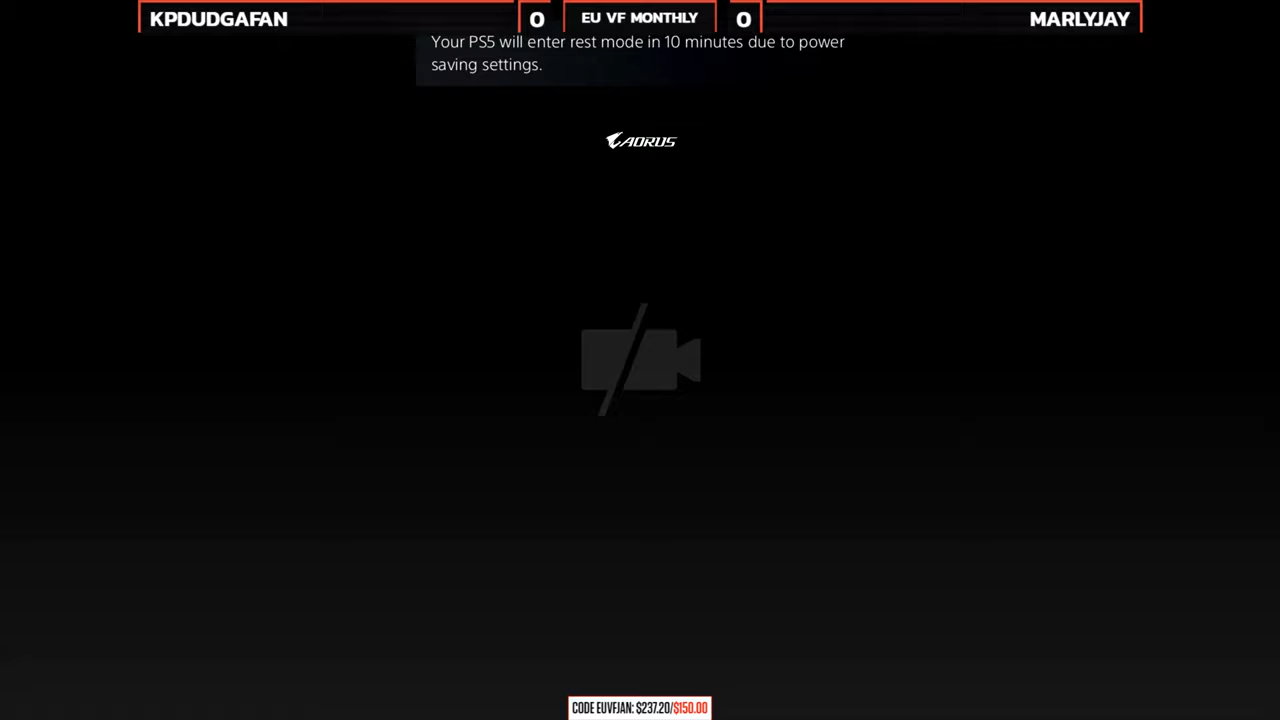 KPDUDGAFAN 0 EU VF MONTHLY 0 MARLYJAY
Your PS5 will enter rest mode in 10 minutes due to power
saving settings.
AORUS
CODE EUVFJAN: $237.20/$150.00